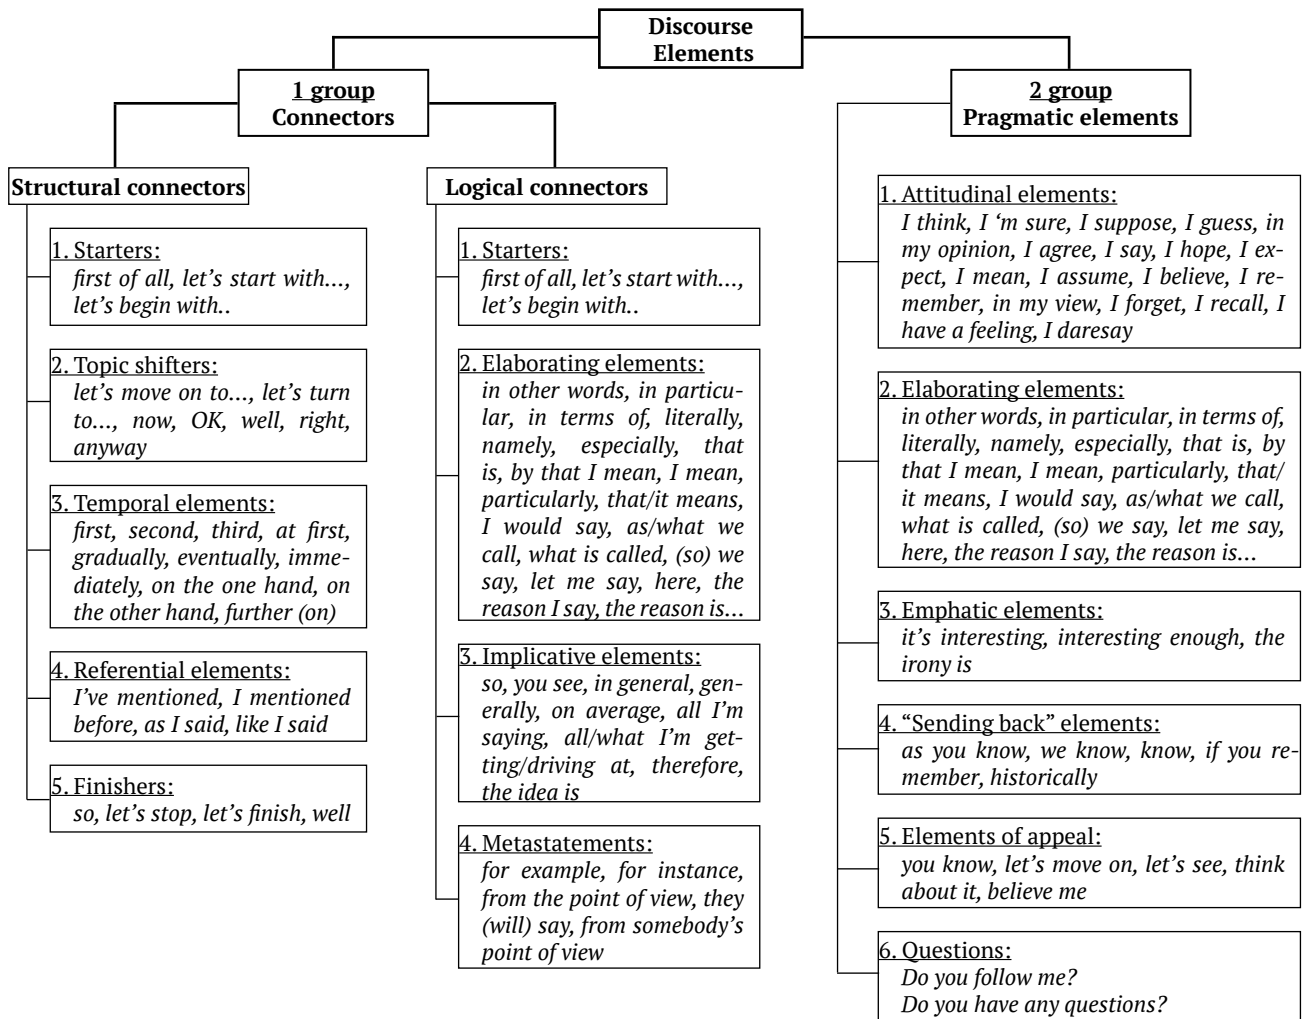 Discourse
Elements
1 group
Connectors
2 group
Pragmatic elements
Structural connectors
1. Starters:
first of all, let's start with...,
let's begin with..
2. Topic shifters:
let's move on to..., let's turn
to..., now, OK, well, right,
anyway
3. Temporal elements:
first, second, third, at first,
gradually, eventually, imme-
diately, on the one hand, on
the other hand, further (on)
4. Referential elements:
I've mentioned, I mentioned
before, as I said, like I said
5. Finishers:
so, let's stop, let's finish, well
Logical connectors
1. Starters:
first of all, let's start with...,
let's begin with..
2. Elaborating elements:
in other words, in particu-
lar, in terms of, literally,
namely, especially, that
is, by that I mean, I mean,
particularly, that/it means,
I would say, as/what we
call, what is called, (so) we
say, let me say, here, the
reason I say, the reason is...
3. Implicative elements:
so, you see, in general, gen-
erally, on average, all I'm
saying, all/what I'm get-
ting/driving at, therefore,
the idea is
4. Metastatements:
for example, for instance,
from the point of view, they
(will) say, from somebody's
point of view
1. Attitudinal elements:
I think, I 'm sure, I suppose, I guess, in
my opinion, I agree, I say, I hope, I ex-
pect, I mean, I assume, I believe, I re-
member, in my view, I forget, I recall, I
have a feeling, I daresay
2. Elaborating elements:
in other words, in particular, in terms of,
literally, namely, especially, that is, by
that I mean, I mean, particularly, that/
it means, I would say, as/what we call,
what is called, (so) we say, let me say,
here, the reason I say, the reason is...
3. Emphatic elements:
it's interesting, interesting enough, the
irony is
4. "Sending back" elements:
as you know, we know, know, if you re-
member, historically
5. Elements of appeal:
you know, let's move on, let's see, think
about it, believe me
6. Questions:
Do you follow me?
Do you have any questions?